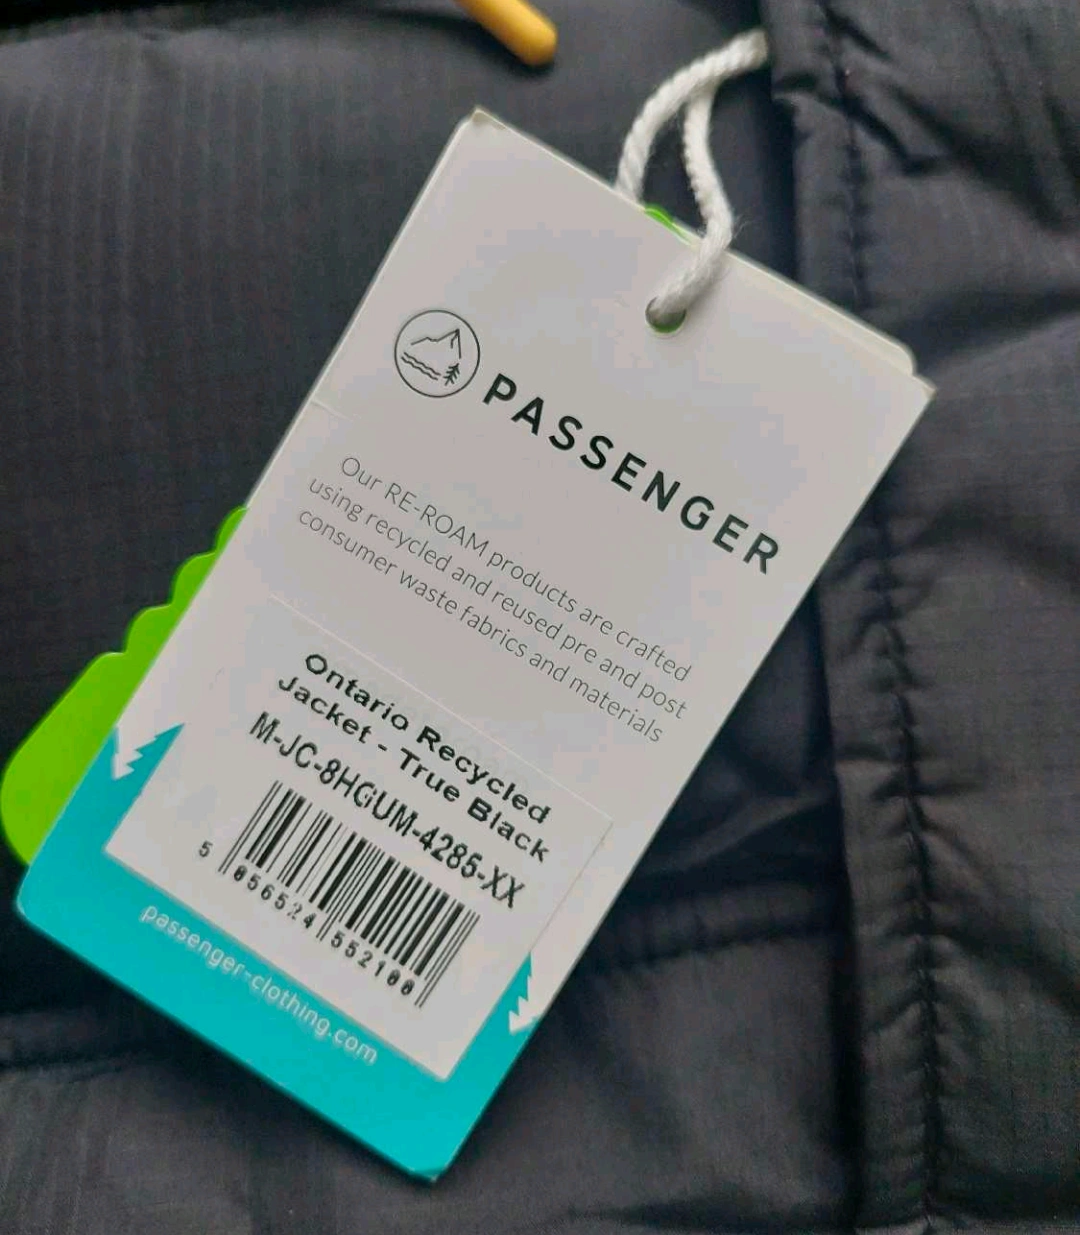 PASSENGER
Our RE-ROAM products are crafted
using recycled and reused pre and post
consumer waste fabrics and materials
Ontario Recycled
Jacket - True Black
M-JC-8HGUM-4285-XX
5 056524 552100
passenger-clothing.com